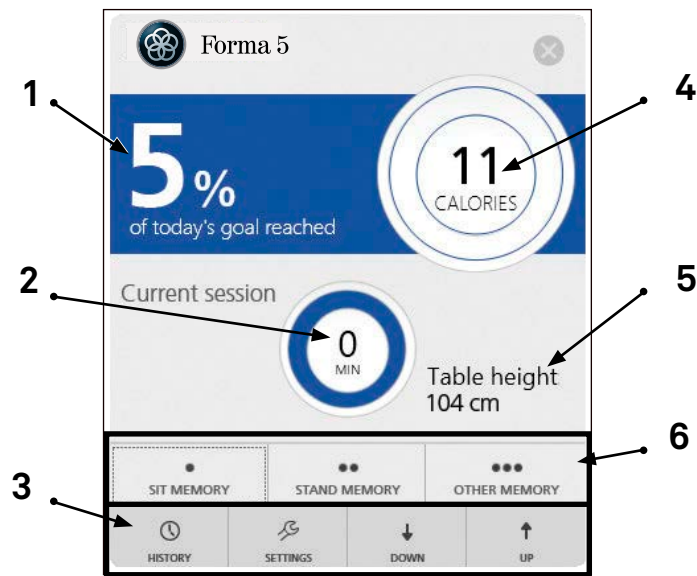 Forma 5
1
4
5%
of today's goal reached
11
CALORIES
2
5
Current session
0
MIN
Table height
104 cm
6
3
SIT MEMORY
STAND MEMORY
OTHER MEMORY
HISTORY
SETTINGS
DOWN
UP